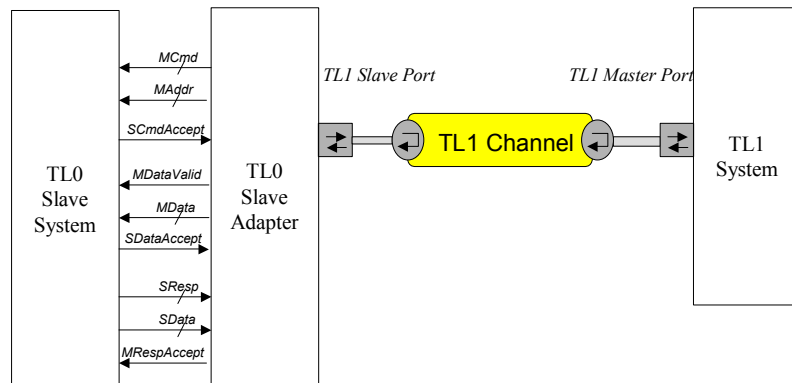 MCmd
MAddr
SCmdAccept
MDataValid
MData
SDataAccept
SResp
SData
MRespAccept
TL0
Slave
System
TL0
Slave
Adapter
TL1 Slave Port
TL1 Channel
TL1 Master Port
TL1
System